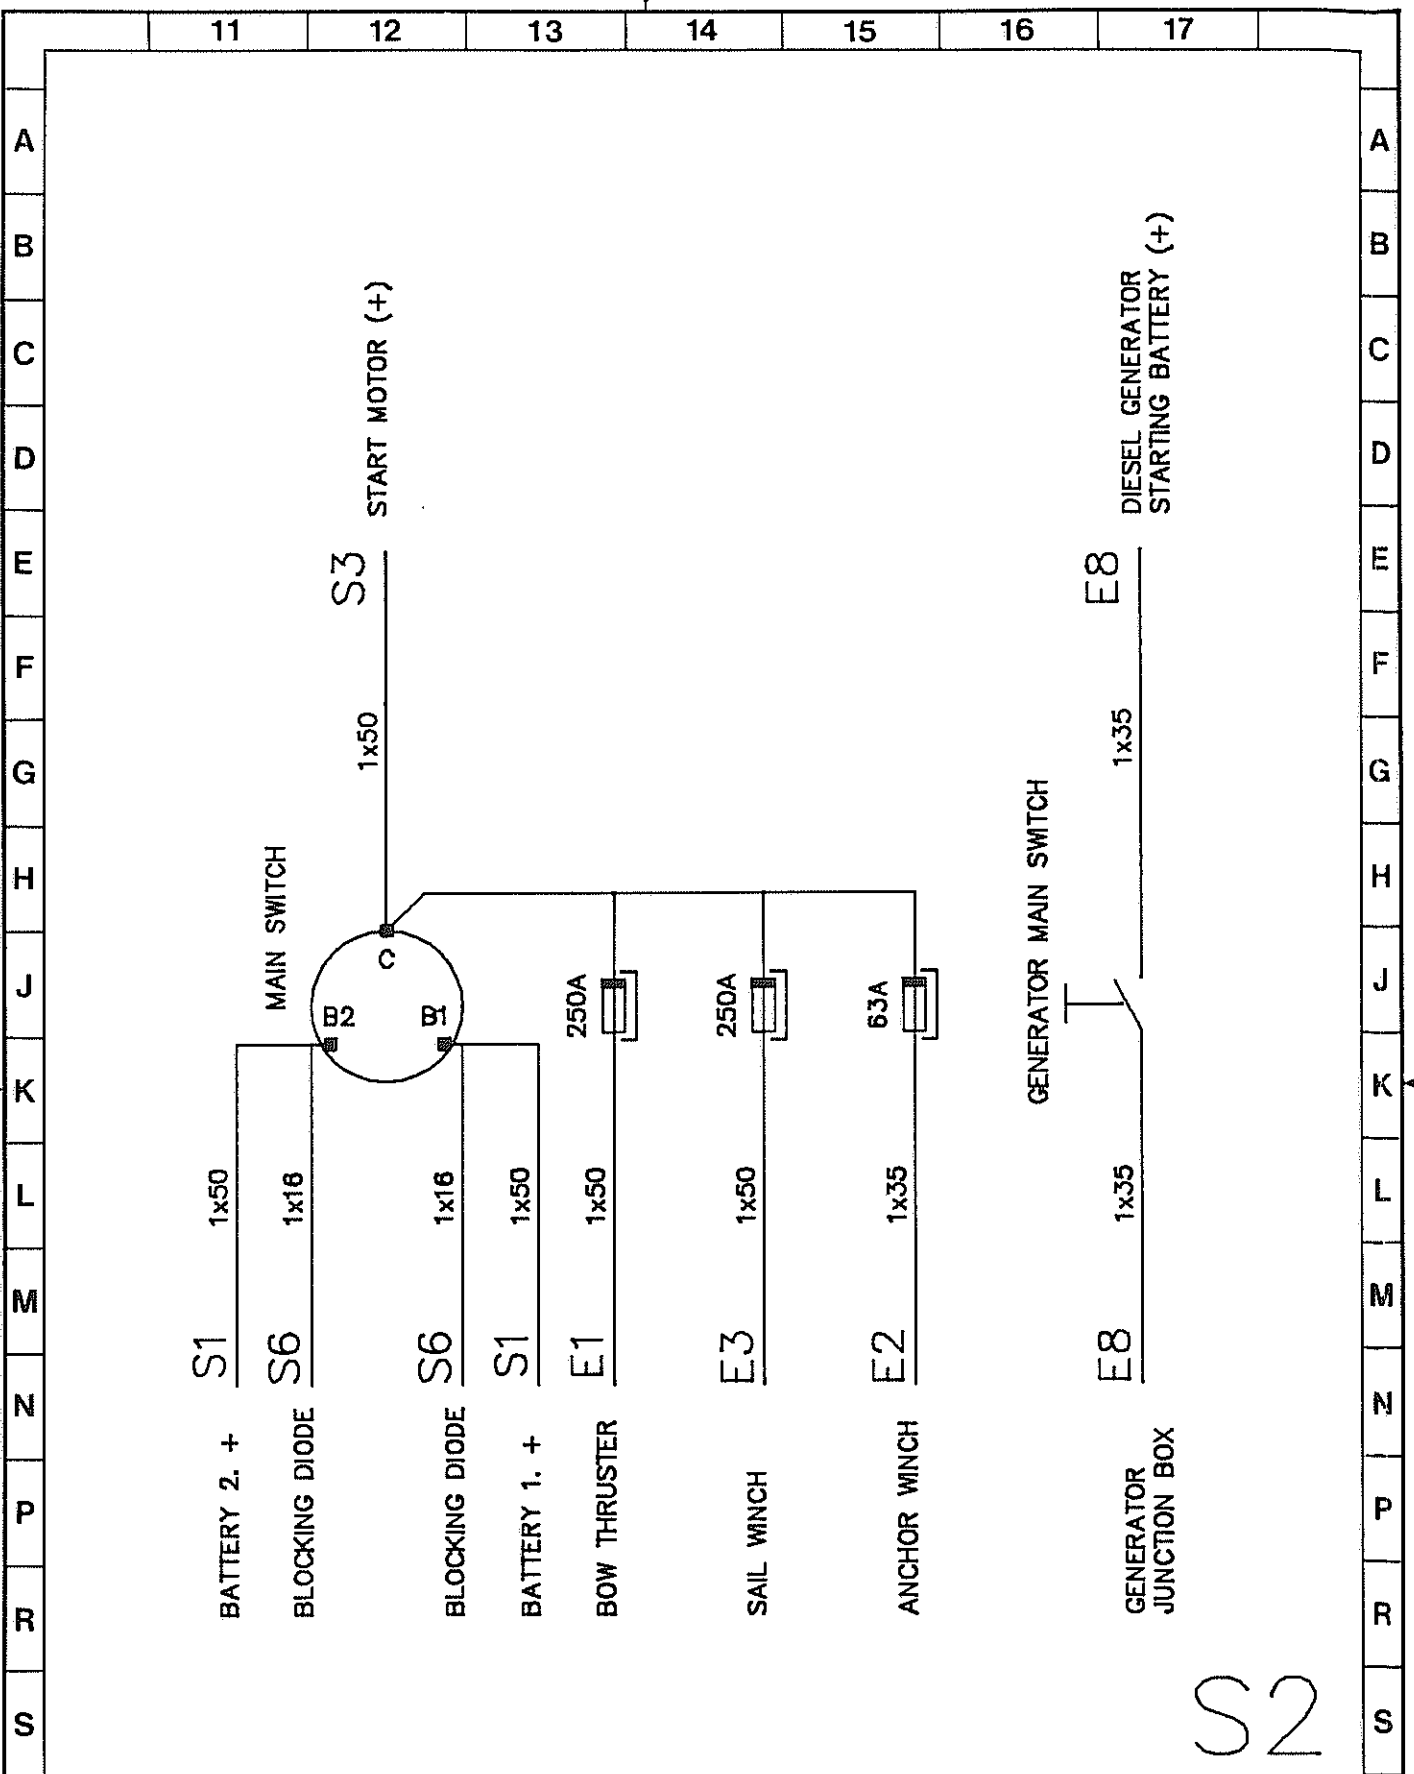 11 12 13 14 15 16 17
A A
B B
C C
D D
E E
F F
G G
H H
J J
K K
L L
M M
N N
P P
R R
S S
START MOTOR (+)
S3
1x50
MAIN SWITCH
C
B2
B1
250A
250A
63A
1x50
1x16
1x16
1x50
1x50
1x50
1x35
S1
S6
S6
S1
E1
E3
E2
BATTERY 2. +
BLOCKING DIODE
BLOCKING DIODE
BATTERY 1. +
BOW THRUSTER
SAIL WINCH
ANCHOR WINCH
DIESEL GENERATOR
STARTING BATTERY (+)
E8
1x35
GENERATOR MAIN SWITCH
1x35
E8
GENERATOR
JUNCTION BOX
S2